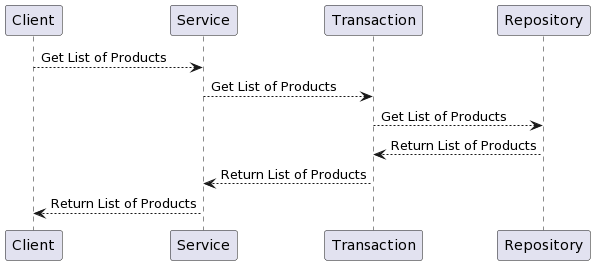 Client
Service
Transaction
Repository
Get List of Products
Get List of Products
Get List of Products
Return List of Products
Return List of Products
Return List of Products
Client
Service
Transaction
Repository